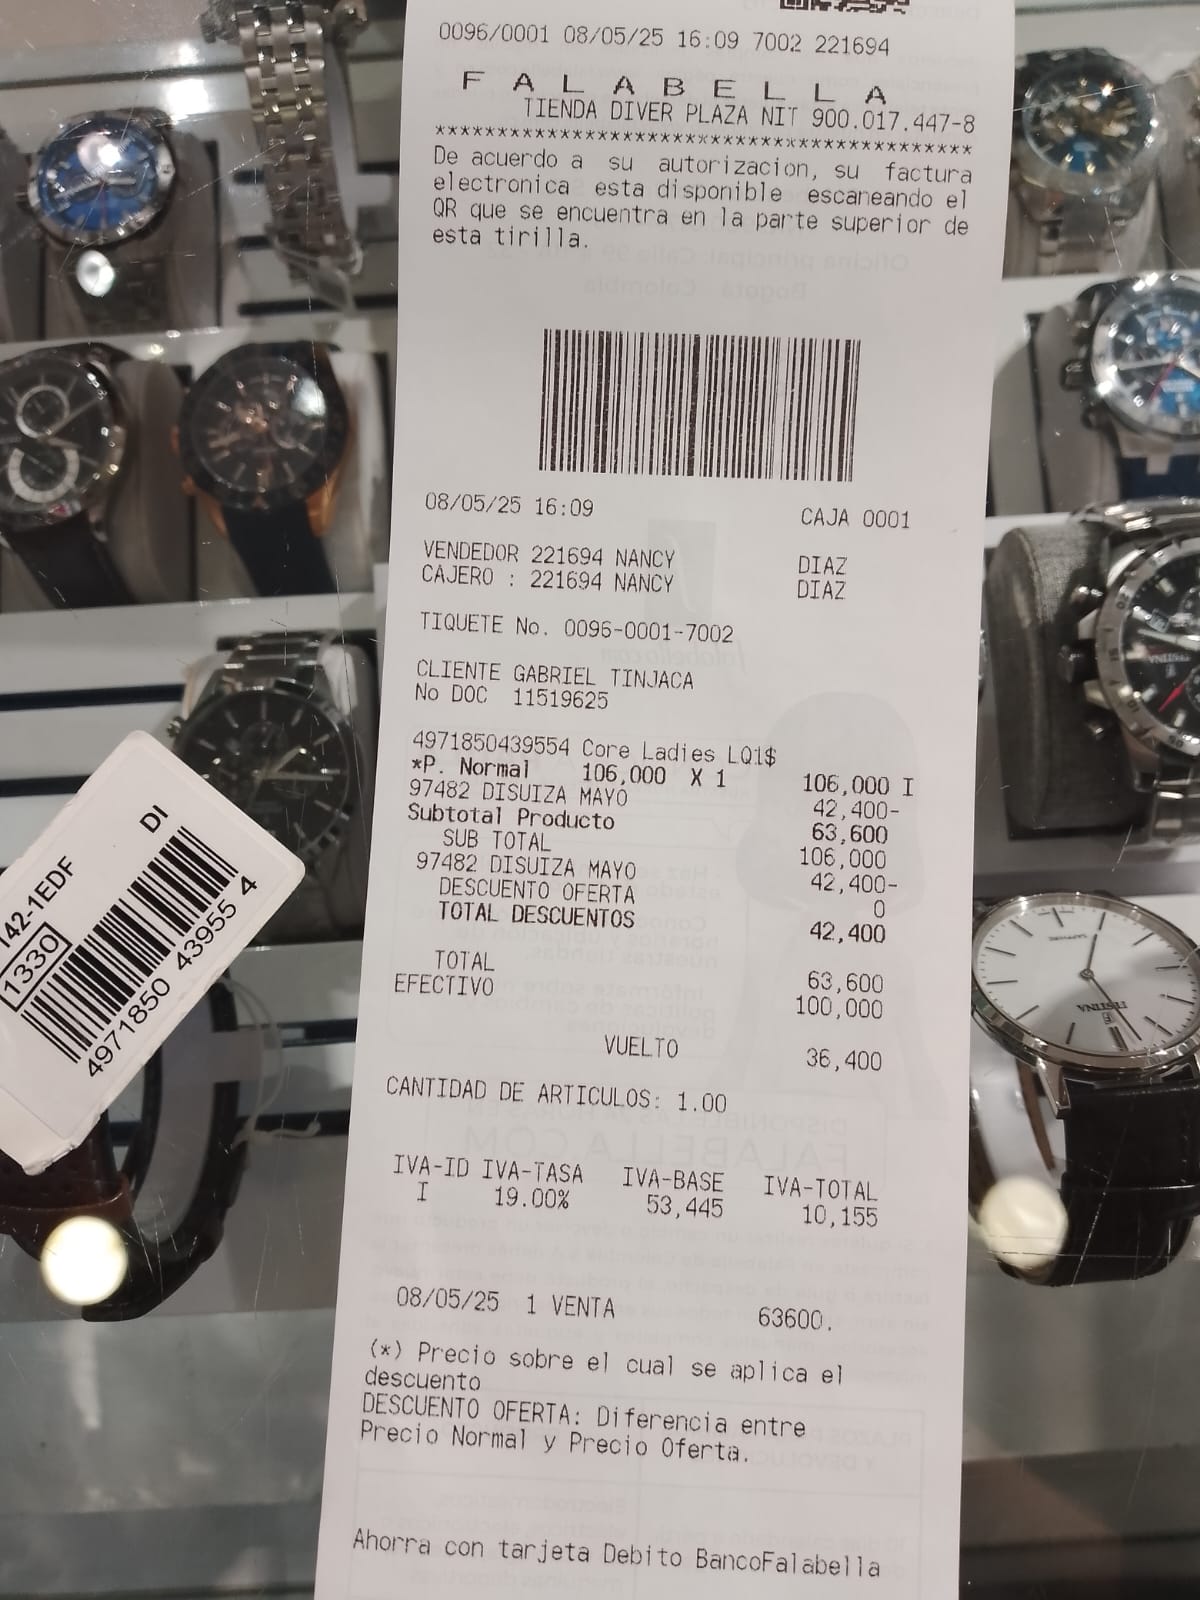 0096/0001 08/05/25 16:09 7002 221694
F A L A B E L L A
TIENDA DIVER PLAZA NIT 900.017.447-8
******************************************
De acuerdo a su autorizacion, su factura
electronica esta disponible escaneando el
QR que se encuentra en la parte superior de
esta tirilla.
08/05/25 16:09 CAJA 0001
VENDEDOR 221694 NANCY DIAZ
CAJERO : 221694 NANCY DIAZ
TIQUETE No. 0096-0001-7002
CLIENTE GABRIEL TINJACA
No DOC 11519625
4971850439554 Core Ladies LQ1$
*P. Normal 106,000 X 1 106,000 I
97482 DISUIZA MAYO 42,400-
Subtotal Producto 63,600
SUB TOTAL 106,000
97482 DISUIZA MAYO 42,400-
DESCUENTO OFERTA 0
TOTAL DESCUENTOS 42,400
TOTAL 63,600
EFECTIVO 100,000
VUELTO 36,400
CANTIDAD DE ARTICULOS: 1.00
IVA-ID IVA-TASA IVA-BASE IVA-TOTAL
I 19.00% 53,445 10,155
08/05/25 1 VENTA 63600.
(*) Precio sobre el cual se aplica el
descuento
DESCUENTO OFERTA: Diferencia entre
Precio Normal y Precio Oferta.
Ahorra con tarjeta Debito BancoFalabella
142-1EDF DI
1330
4971850 43955 4
FESTINA